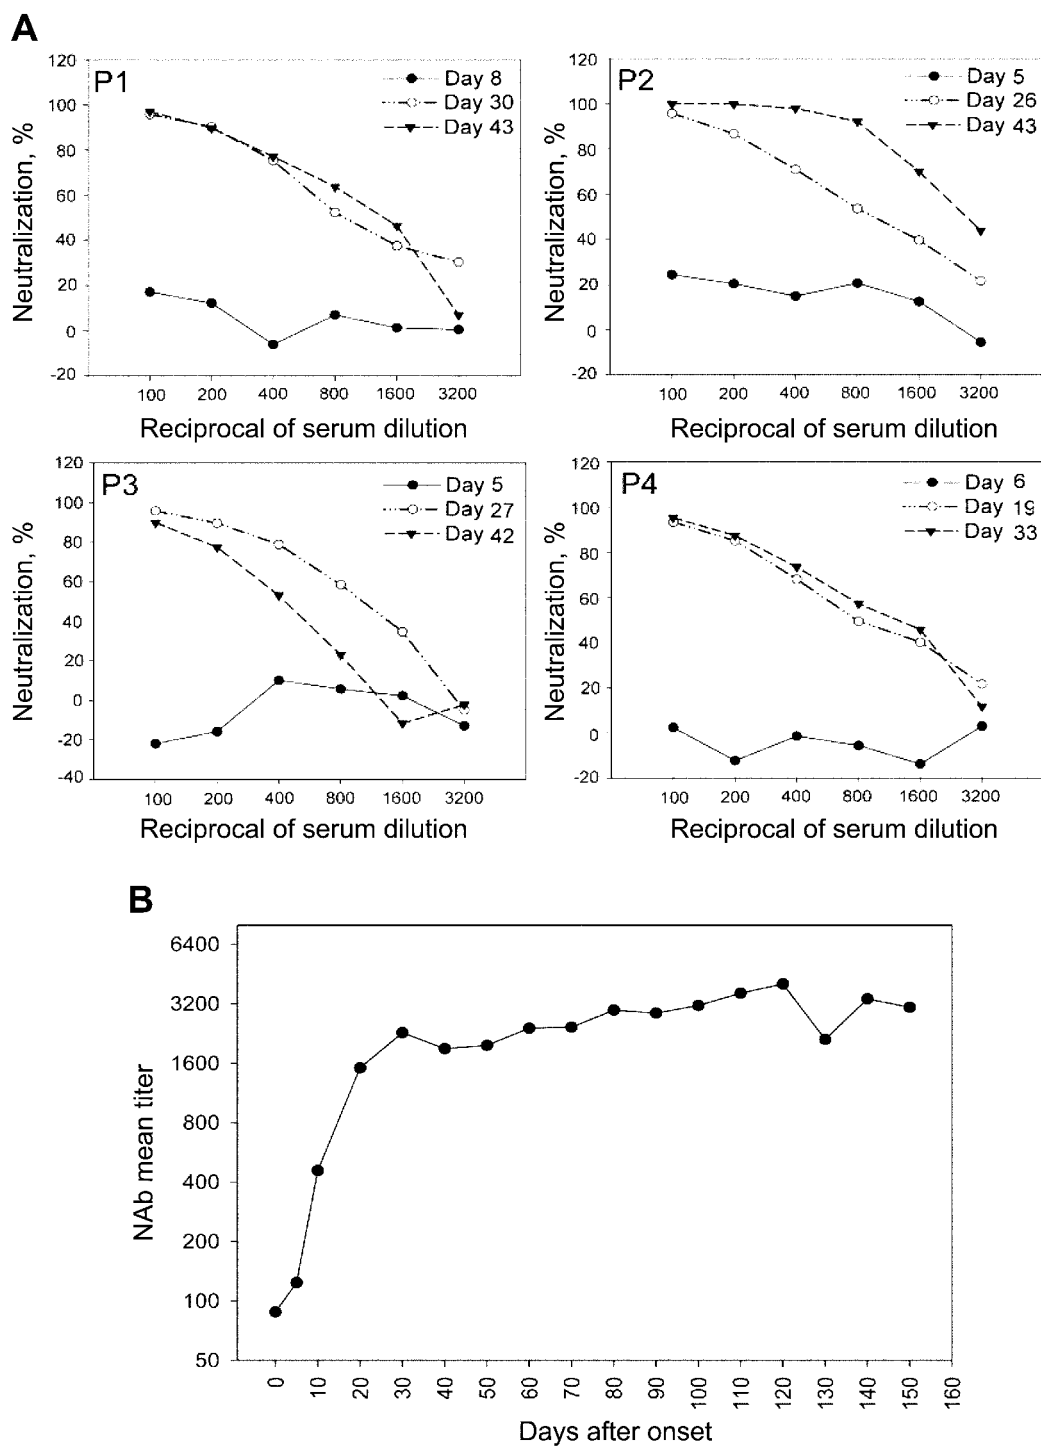 A
P1
Day 8
Day 30
Day 43
120
100
80
60
40
20
0
-20
Neutralization, %
100 200 400 800 1600 3200
Reciprocal of serum dilution
P2
Day 5
Day 26
Day 43
120
100
80
60
40
20
0
-20
Neutralization, %
100 200 400 800 1600 3200
Reciprocal of serum dilution
P3
Day 5
Day 27
Day 42
120
100
80
60
40
20
0
-20
-40
Neutralization, %
100 200 400 800 1600 3200
Reciprocal of serum dilution
P4
Day 6
Day 19
Day 33
120
100
80
60
40
20
0
-20
Neutralization, %
100 200 400 800 1600 3200
Reciprocal of serum dilution
B
6400
3200
1600
800
400
200
100
50
NAb mean titer
0 10 20 30 40 50 60 70 80 90 100 110 120 130 140 150 160
Days after onset